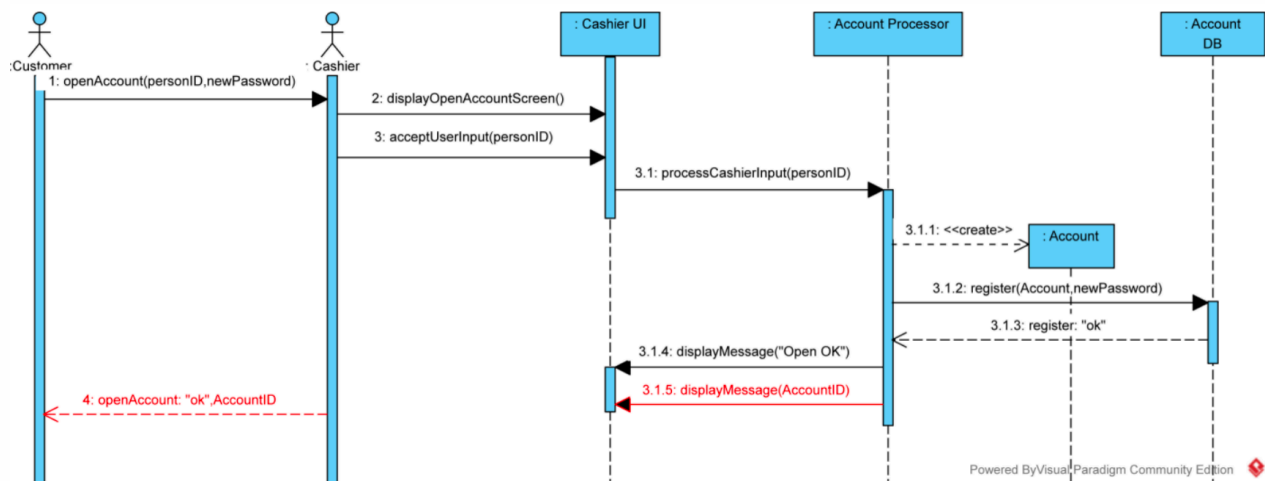 : Cashier UI
: Account Processor
: Account
DB
:Customer
: Cashier
1: openAccount(personID,newPassword)
2: displayOpenAccountScreen()
3: acceptUserInput(personID)
3.1: processCashierInput(personID)
3.1.1: <<create>>
: Account
3.1.2: register(Account,newPassword)
3.1.3: register: "ok"
3.1.4: displayMessage("Open OK")
3.1.5: displayMessage(AccountID)
4: openAccount: "ok",AccountID
Powered ByVisual Paradigm Community Edition